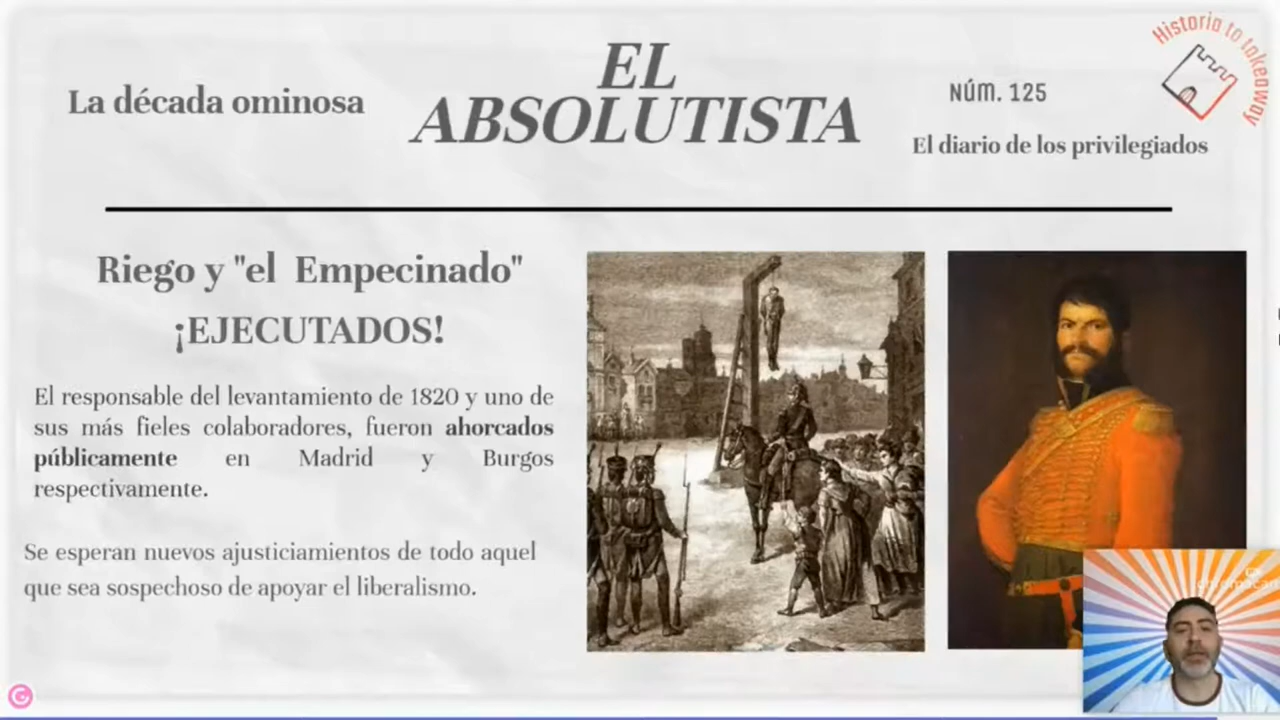 La década ominosa
EL
ABSOLUTISTA
NÚM. 125
El diario de los privilegiados
Historia to takeaway
Riego y "el Empecinado"
¡EJECUTADOS!
El responsable del levantamiento de 1820 y uno de
sus más fieles colaboradores, fueron ahorcados
públicamente en Madrid y Burgos
respectivamente.
Se esperan nuevos ajusticiamientos de todo aquel
que sea sospechoso de apoyar el liberalismo.